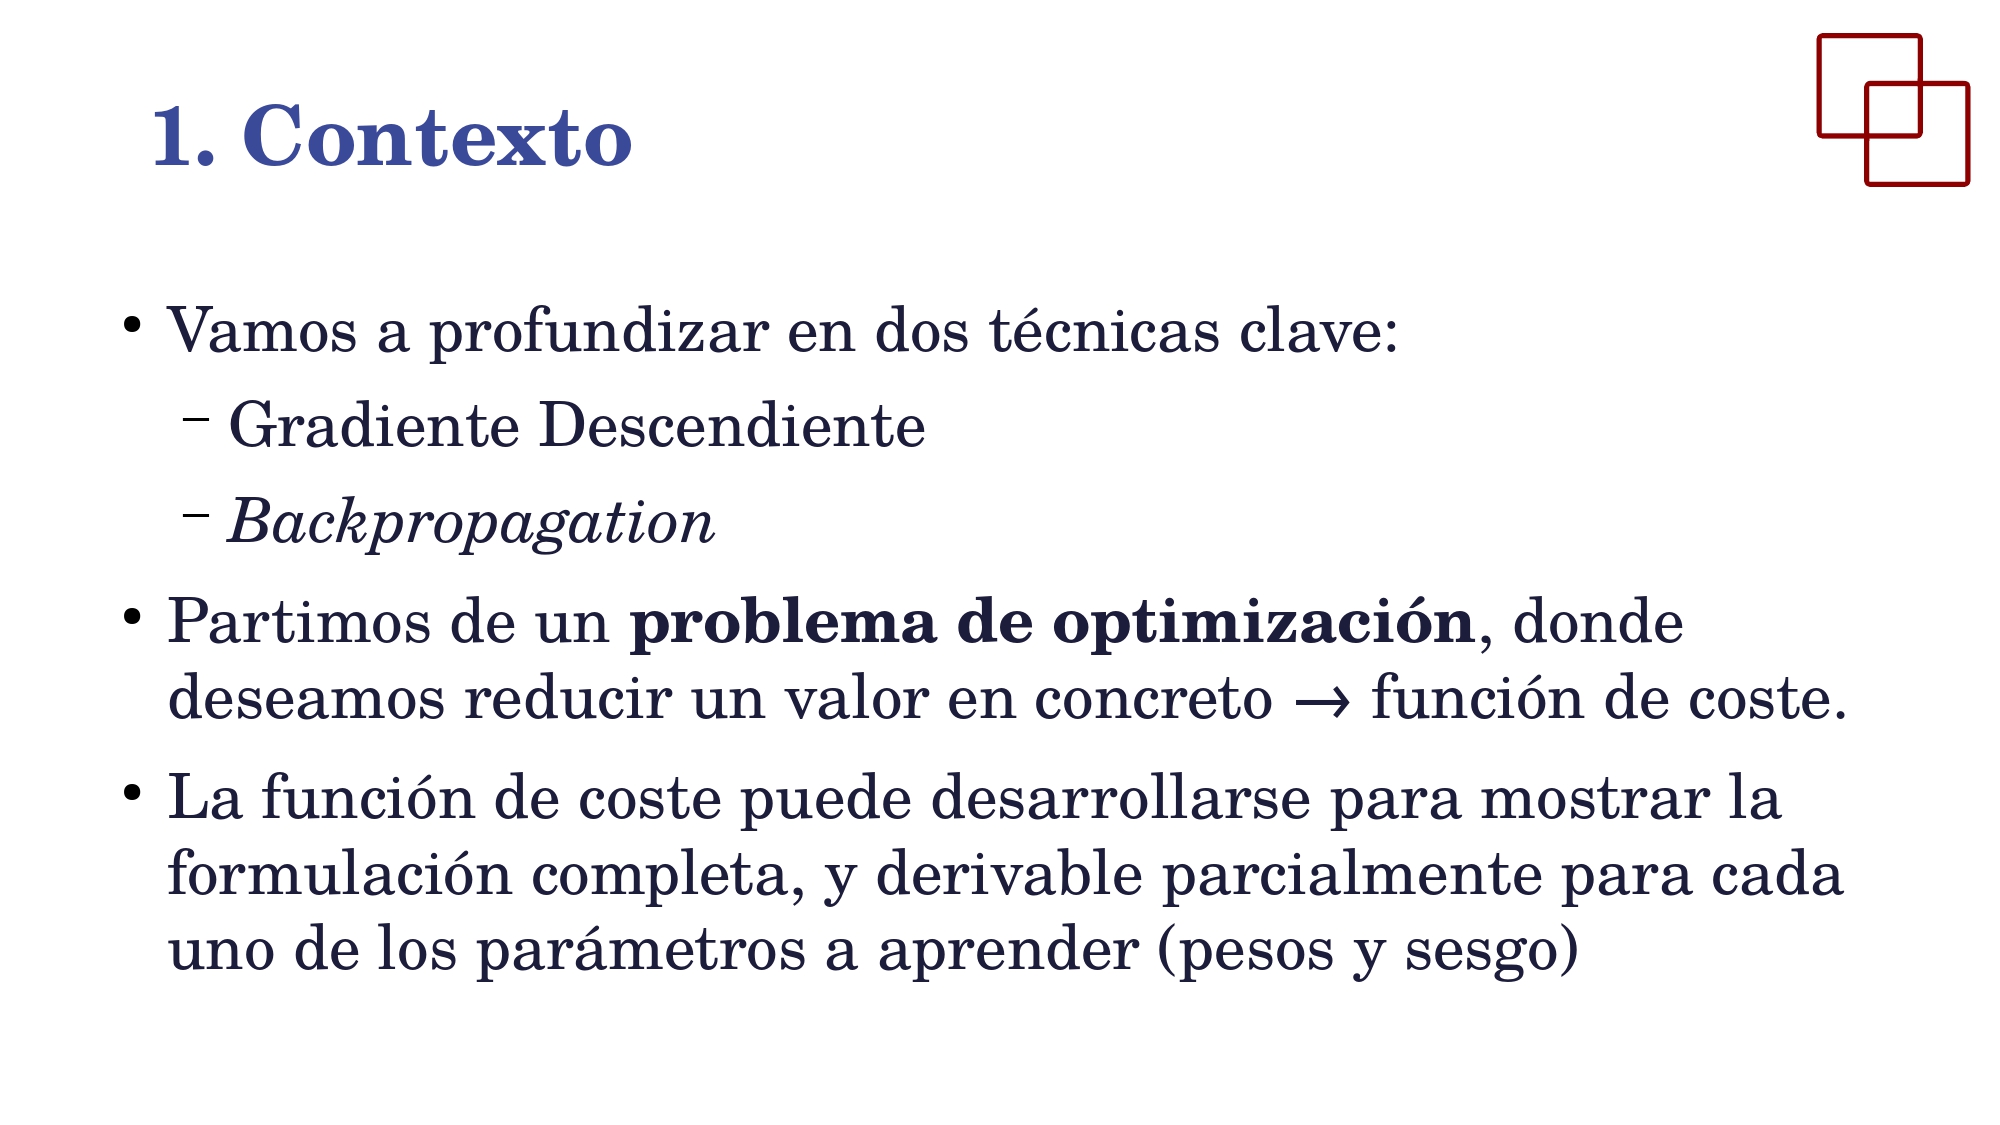 1. Contexto
• Vamos a profundizar en dos técnicas clave:
– Gradiente Descendiente
– Backpropagation
• Partimos de un problema de optimización, donde
deseamos reducir un valor en concreto → función de coste.
• La función de coste puede desarrollarse para mostrar la
formulación completa, y derivable parcialmente para cada
uno de los parámetros a aprender (pesos y sesgo)